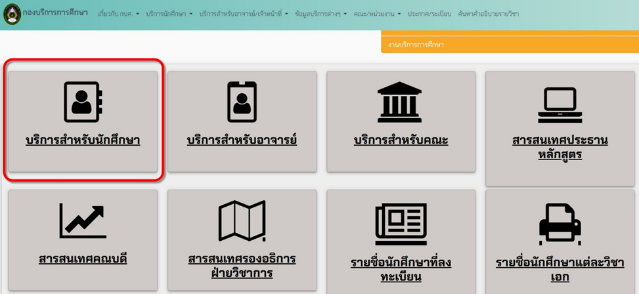 กองบริการการศึกษา เกี่ยวกับ กบศ. บริการนักศึกษา บริการสำหรับอาจารย์/เจ้าหน้าที่ ข้อมูลบริการต่างๆ คณะ/หน่วยงาน ประกาศ/ระเบียบ ค้นหาคำอธิบายรายวิชา
งานบริการการศึกษา
บริการสำหรับนักศึกษา
บริการสำหรับอาจารย์
บริการสำหรับคณะ
สารสนเทศประธาน
หลักสูตร
สารสนเทศคณบดี
สารสนเทศรองอธิการ
ฝ่ายวิชาการ
รายชื่อนักศึกษาที่ลง
ทะเบียน
รายชื่อนักศึกษาแต่ละวิชา
เอก